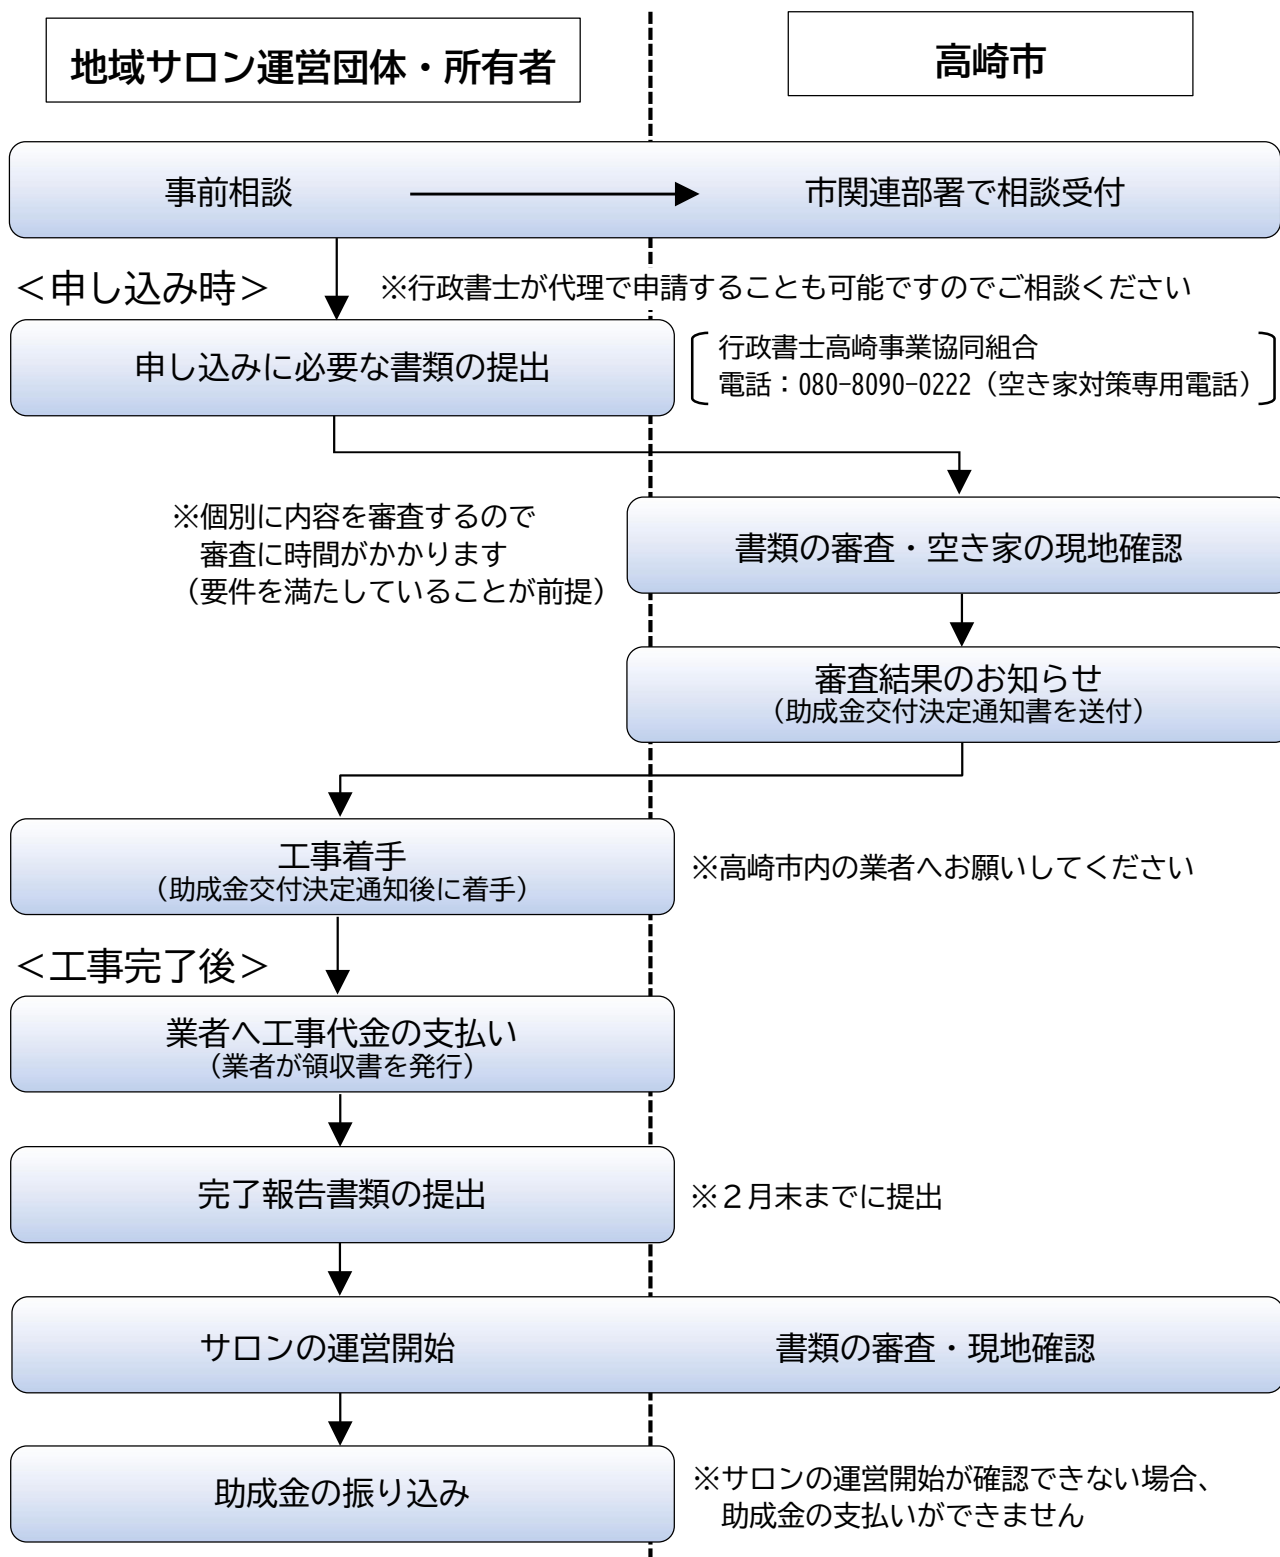 地域サロン運営団体・所有者
高崎市
事前相談
市関連部署で相談受付
＜申し込み時＞
※行政書士が代理で申請することも可能ですのでご相談ください
申し込みに必要な書類の提出
行政書士高崎事業協同組合
電話：080-8090-0222（空き家対策専用電話）
※個別に内容を審査するので
審査に時間がかかります
（要件を満たしていることが前提）
書類の審査・空き家の現地確認
審査結果のお知らせ
（助成金交付決定通知書を送付）
工事着手
（助成金交付決定通知後に着手）
※高崎市内の業者へお願いしてください
＜工事完了後＞
業者へ工事代金の支払い
（業者が領収書を発行）
完了報告書類の提出
※２月末までに提出
サロンの運営開始
書類の審査・現地確認
助成金の振り込み
※サロンの運営開始が確認できない場合、
助成金の支払いができません